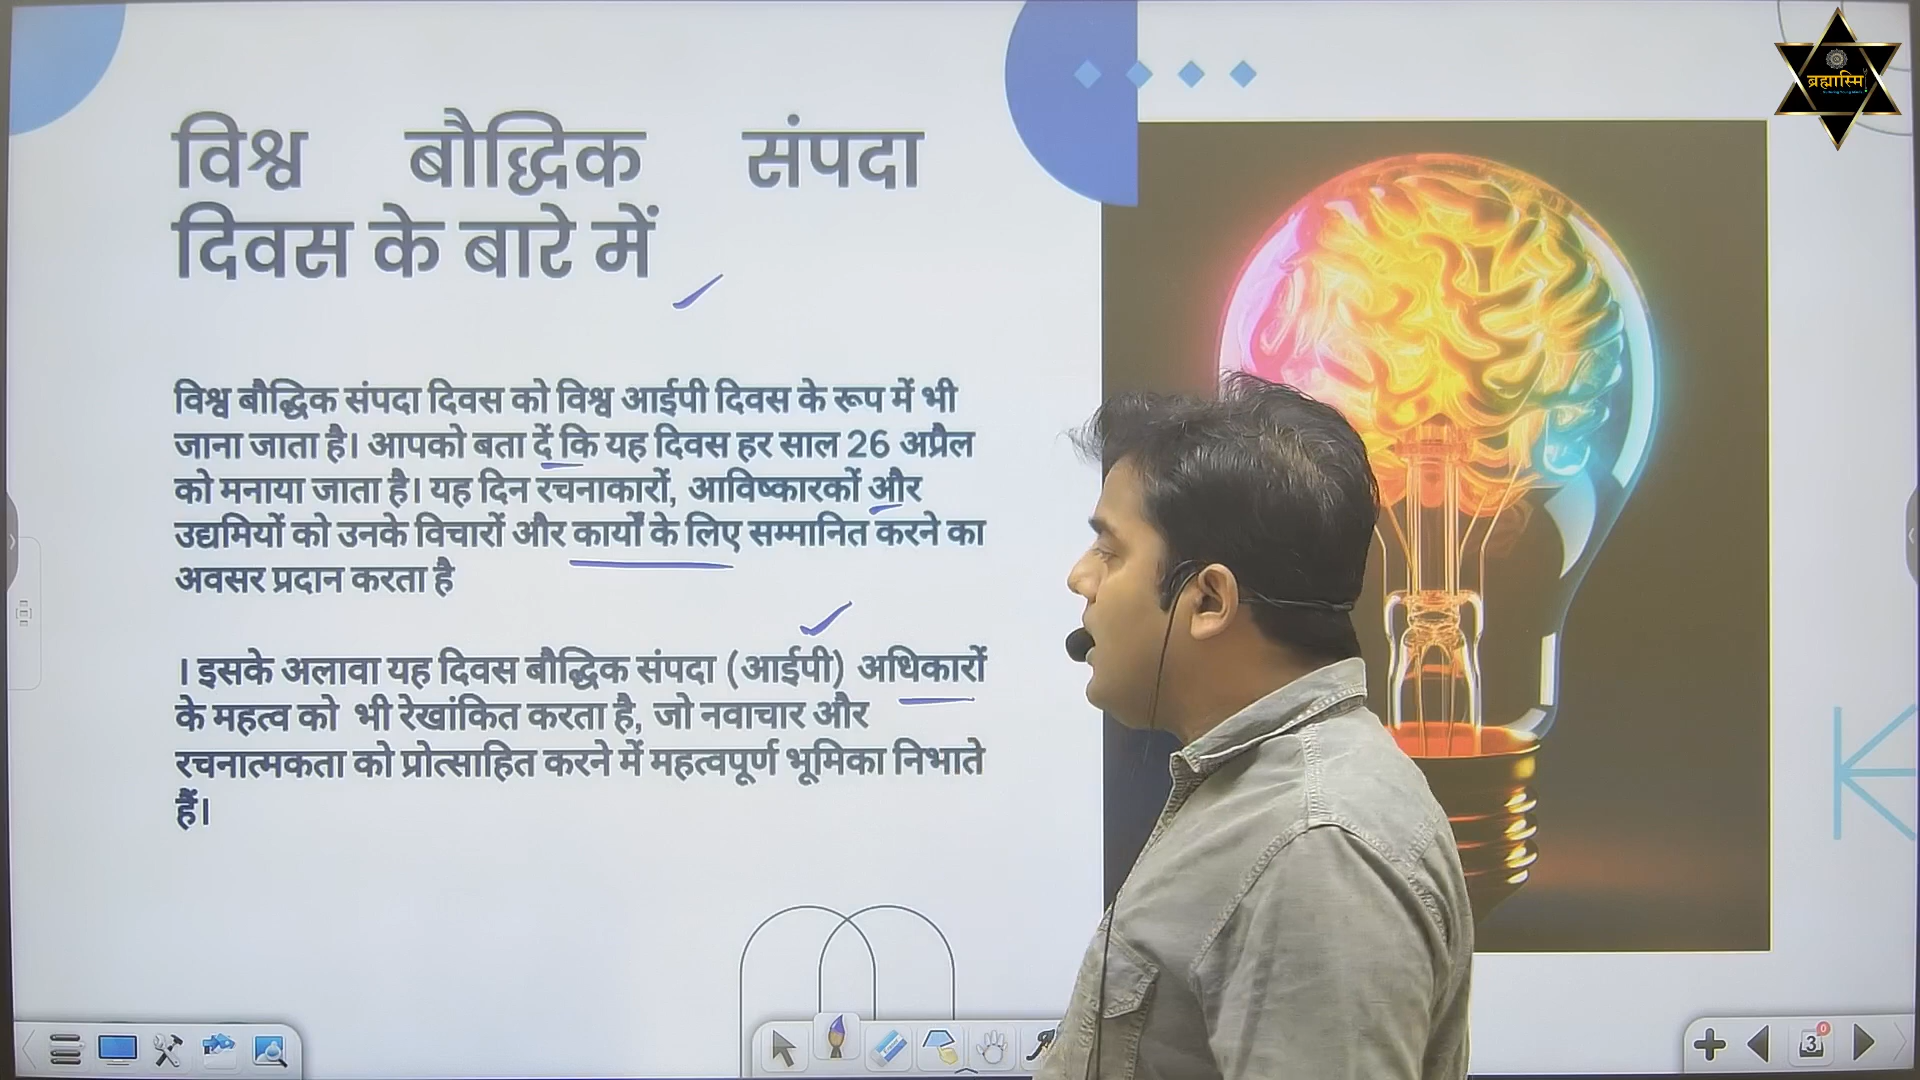 ब्रह्मास्मि
विश्व बौद्धिक संपदा
दिवस के बारे में
विश्व बौद्धिक संपदा दिवस को विश्व आईपी दिवस के रूप में भी
जाना जाता है। आपको बता दें कि यह दिवस हर साल 26 अप्रैल
को मनाया जाता है। यह दिन रचनाकारों, आविष्कारकों और
उद्यमियों को उनके विचारों और कार्यों के लिए सम्मानित करने का
अवसर प्रदान करता है
। इसके अलावा यह दिवस बौद्धिक संपदा (आईपी) अधिकारों
के महत्व को भी रेखांकित करता है, जो नवाचार और
रचनात्मकता को प्रोत्साहित करने में महत्वपूर्ण भूमिका निभाते
हैं।
3
0